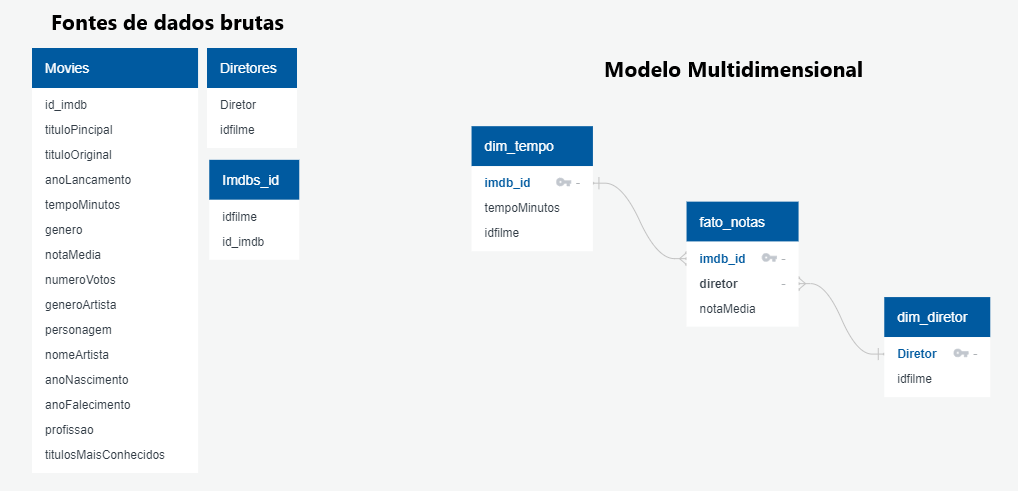 Fontes de dados brutas
Movies
id_imdb
tituloPincipal
tituloOriginal
anoLancamento
tempoMinutos
genero
notaMedia
numeroVotos
generoArtista
personagem
nomeArtista
anoNascimento
anoFalecimento
profissao
titulosMaisConhecidos
Diretores
Diretor
idfilme
Imdbs_id
idfilme
id_imdb
Modelo Multidimensional
dim_tempo
imdb_id -
tempoMinutos
idfilme
fato_notas
imdb_id -
diretor -
notaMedia
dim_diretor
Diretor -
idfilme